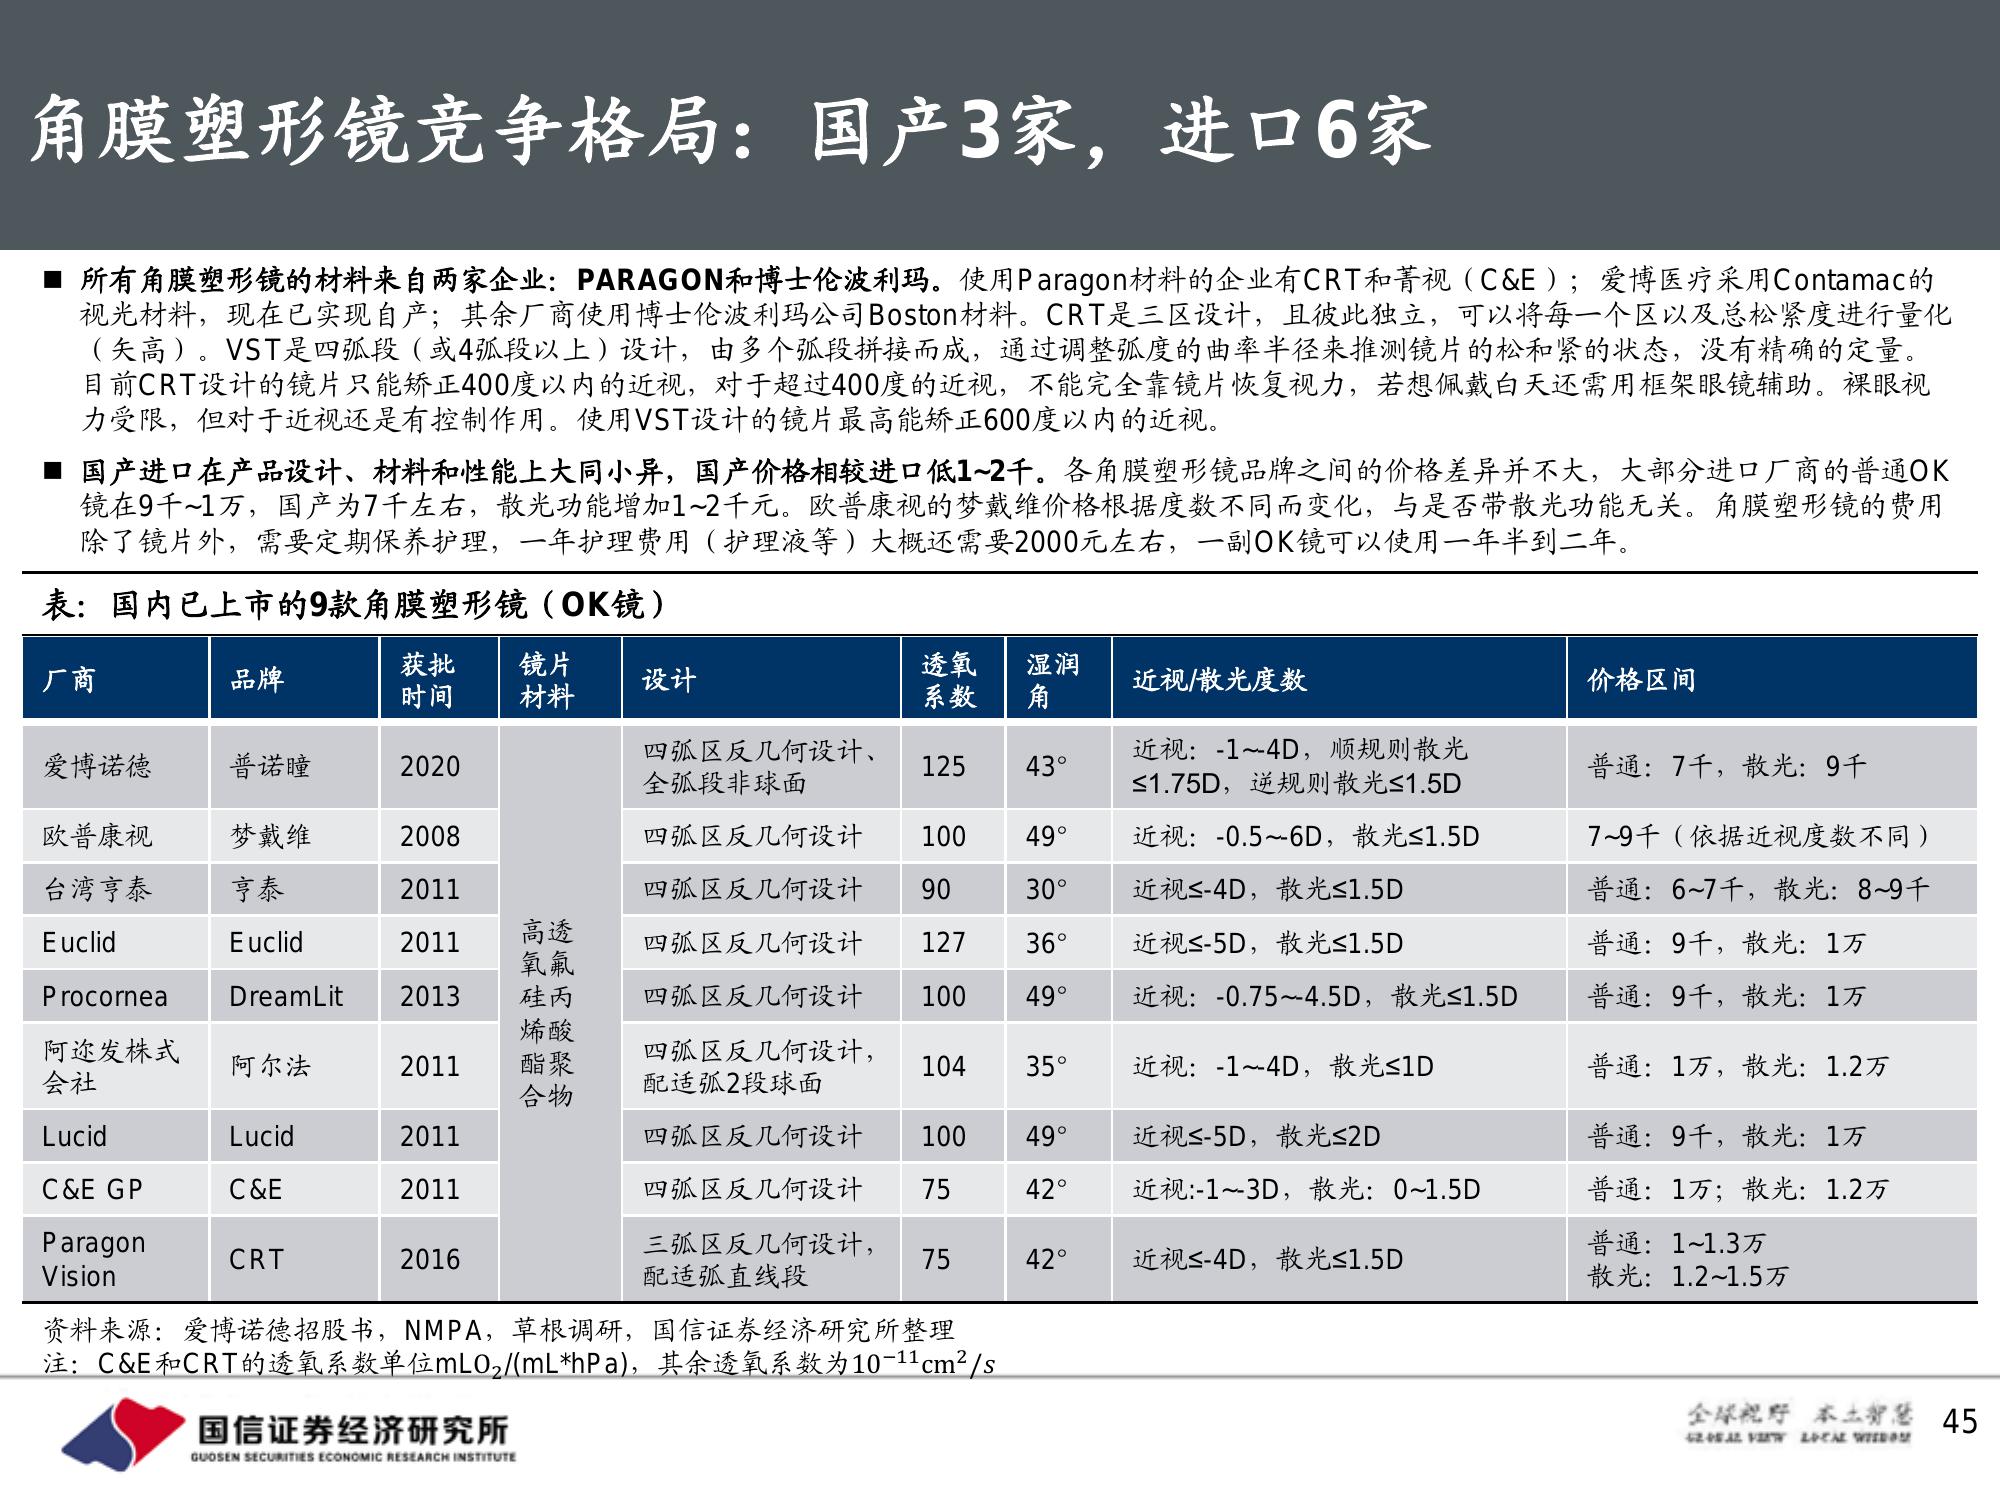 角膜塑形镜竞争格局：国产3家，进口6家
■ 所有角膜塑形镜的材料来自两家企业：PARAGON和博士伦波利玛。使用Paragon材料的企业有CRT和菁视（C&E）；爱博医疗采用Contamac的
视光材料，现在已实现自产；其余厂商使用博士伦波利玛公司Boston材料。CRT是三区设计，且彼此独立，可以将每一个区以及总松紧度进行量化
（矢高）。VST是四弧段（或4弧段以上）设计，由多个弧段拼接而成，通过调整弧度的曲率半径来推测镜片的松和紧的状态，没有精确的定量。
目前CRT设计的镜片只能矫正400度以内的近视，对于超过400度的近视，不能完全靠镜片恢复视力，若想佩戴白天还需用框架眼镜辅助。裸眼视
力受限，但对于近视还是有控制作用。使用VST设计的镜片最高能矫正600度以内的近视。
■ 国产进口在产品设计、材料和性能上大同小异，国产价格相较进口低1~2千。各角膜塑形镜品牌之间的价格差异并不大，大部分进口厂商的普通OK
镜在9千~1万，国产为7千左右，散光功能增加1~2千元。欧普康视的梦戴维价格根据度数不同而变化，与是否带散光功能无关。角膜塑形镜的费用
除了镜片外，需要定期保养护理，一年护理费用（护理液等）大概还需要2000元左右，一副OK镜可以使用一年半到二年。
表：国内已上市的9款角膜塑形镜（OK镜）
厂商 品牌 获批时间 镜片材料 设计 透氧系数 湿润角 近视/散光度数 价格区间
爱博诺德 普诺瞳 2020 高透氧氟硅丙烯酸酯聚合物 四弧区反几何设计、全弧段非球面 125 43° 近视：-1~-4D，顺规则散光≤1.75D，逆规则散光≤1.5D 普通：7千，散光：9千
欧普康视 梦戴维 2008 四弧区反几何设计 100 49° 近视：-0.5~-6D，散光≤1.5D 7~9千（依据近视度数不同）
台湾亨泰 亨泰 2011 四弧区反几何设计 90 30° 近视≤-4D，散光≤1.5D 普通：6~7千，散光：8~9千
Euclid Euclid 2011 四弧区反几何设计 127 36° 近视≤-5D，散光≤1.5D 普通：9千，散光：1万
Procornea DreamLit 2013 四弧区反几何设计 100 49° 近视：-0.75~-4.5D，散光≤1.5D 普通：9千，散光：1万
阿迩发株式会社 阿尔法 2011 四弧区反几何设计，配适弧2段球面 104 35° 近视：-1~-4D，散光≤1D 普通：1万，散光：1.2万
Lucid Lucid 2011 四弧区反几何设计 100 49° 近视≤-5D，散光≤2D 普通：9千，散光：1万
C&E GP C&E 2011 四弧区反几何设计 75 42° 近视:-1~-3D，散光：0~1.5D 普通：1万；散光：1.2万
Paragon Vision CRT 2016 三弧区反几何设计，配适弧直线段 75 42° 近视≤-4D，散光≤1.5D 普通：1~1.3万 散光：1.2~1.5万
资料来源：爱博诺德招股书，NMPA，草根调研，国信证券经济研究所整理
注：C&E和CRT的透氧系数单位mLO₂/(mL*hPa)，其余透氧系数为10⁻¹¹cm²/s
国信证券经济研究所
GUOSEN SECURITIES ECONOMIC RESEARCH INSTITUTE
全球视野 本土智慧
GLOBAL VIEW LOCAL WISDOM
45